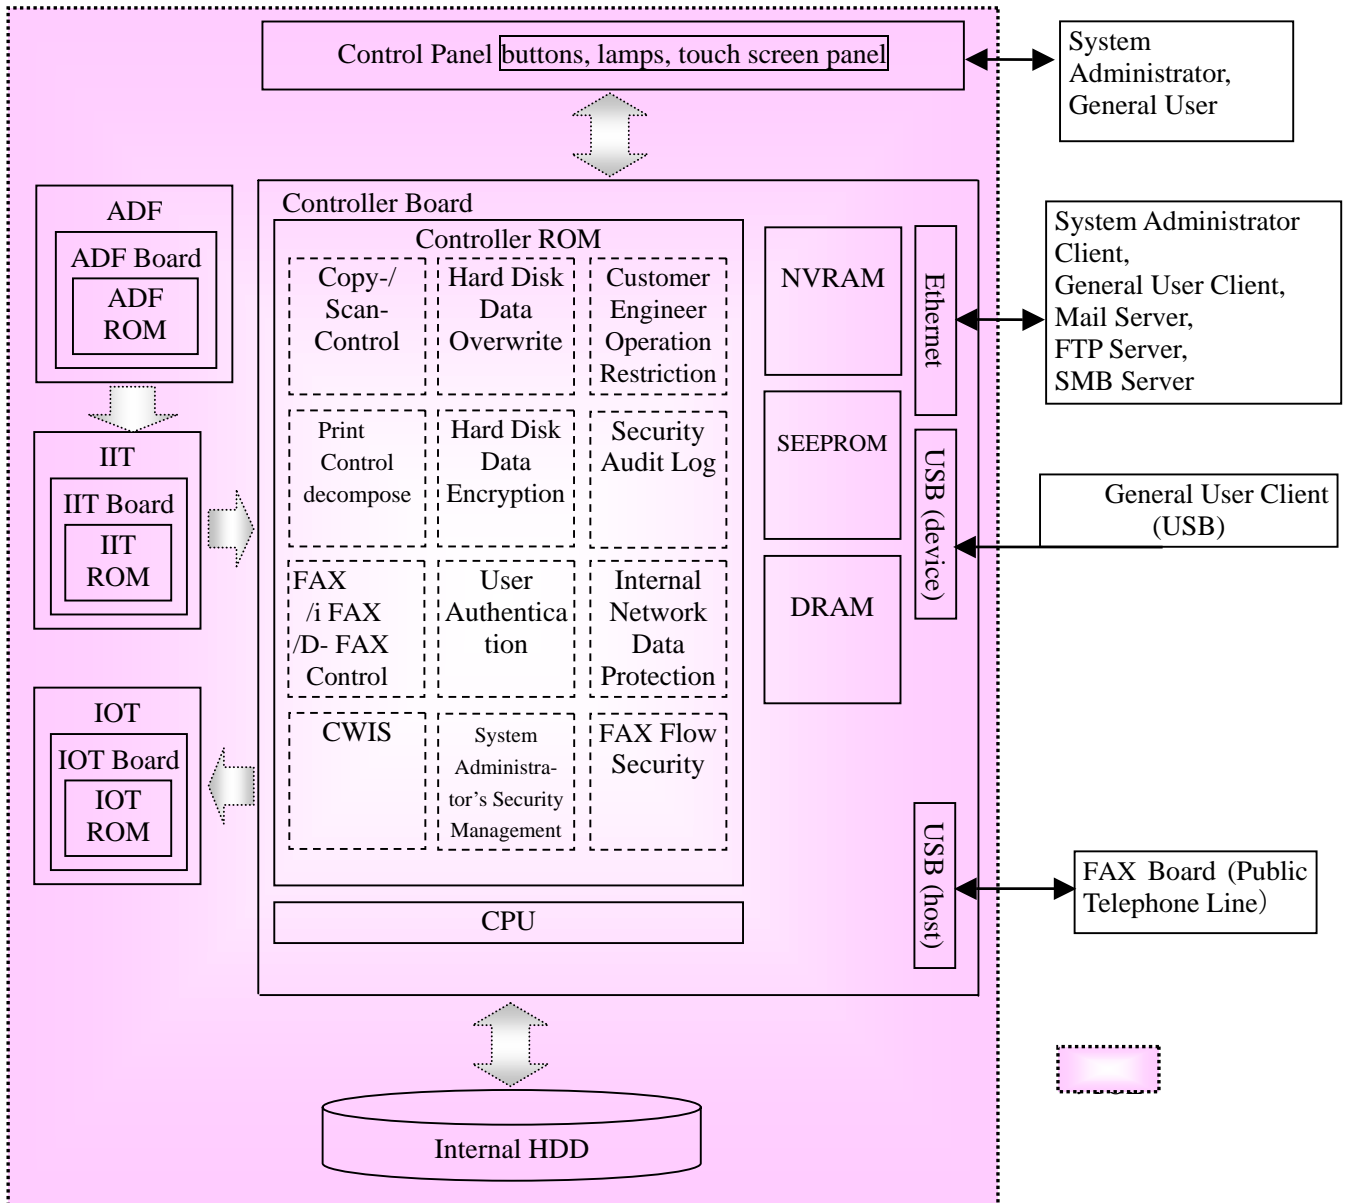 Control Panel buttons, lamps, touch screen panel
System
Administrator,
General User
ADF
ADF Board
ADF
ROM
IIT
IIT Board
IIT
ROM
IOT
IOT Board
IOT
ROM
Controller Board
Controller ROM
Copy-/
Scan-
Control
Hard Disk
Data
Overwrite
Customer
Engineer
Operation
Restriction
Print
Control
decompose
Hard Disk
Data
Encryption
Security
Audit Log
FAX
/i FAX
/D- FAX
Control
User
Authentica
tion
Internal
Network
Data
Protection
CWIS
System
Administra-
tor’s Security
Management
FAX Flow
Security
CPU
NVRAM
SEEPROM
DRAM
Ethernet
USB (device)
USB (host)
System Administrator
Client,
General User Client,
Mail Server,
FTP Server,
SMB Server
General User Client
(USB)
FAX Board (Public
Telephone Line）
Internal HDD